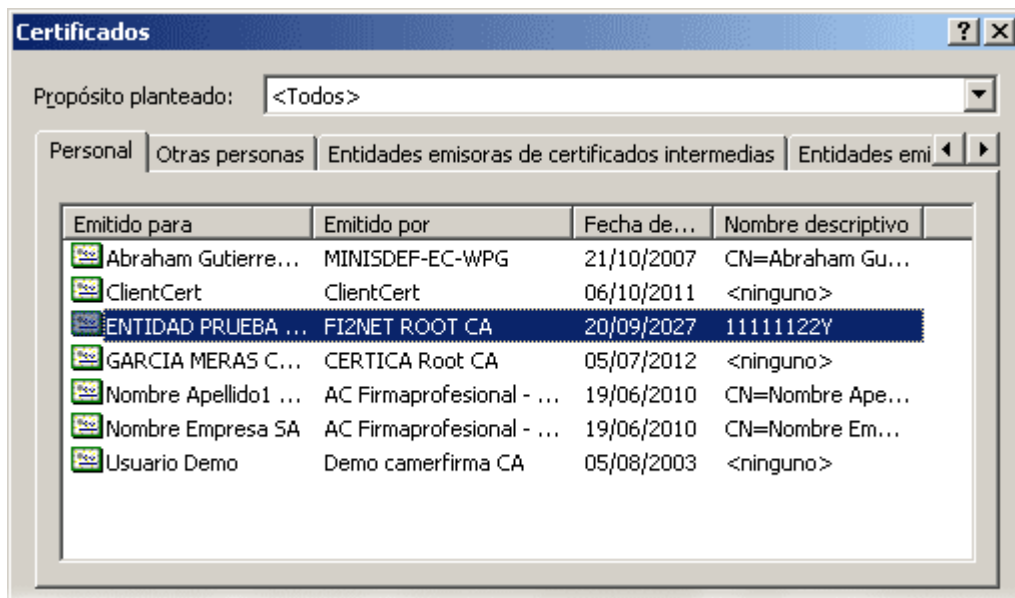 Certificados
Propósito planteado: <Todos>
Personal Otras personas Entidades emisoras de certificados intermedias Entidades emi
Emitido para Emitido por Fecha de... Nombre descriptivo
Abraham Gutierre... MINISDEF-EC-WPG 21/10/2007 CN=Abraham Gu...
ClientCert ClientCert 06/10/2011 <ninguno>
ENTIDAD PRUEBA ... FI2NET ROOT CA 20/09/2027 11111122Y
GARCIA MERAS C... CERTICA Root CA 05/07/2012 <ninguno>
Nombre Apellido1 ... AC Firmaprofesional - ... 19/06/2010 CN=Nombre Ape...
Nombre Empresa SA AC Firmaprofesional - ... 19/06/2010 CN=Nombre Em...
Usuario Demo Demo camerfirma CA 05/08/2003 <ninguno>